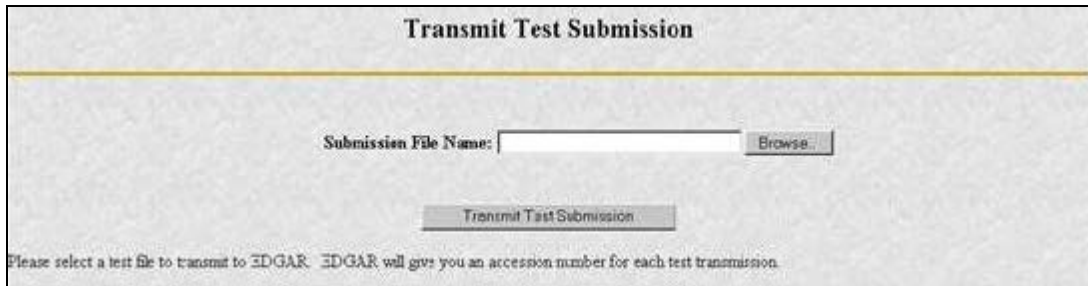 Transmit Test Submission
Submission File Name: Browse..
Transmit Test Submission
Please select a test file to transmit to EDGAR. EDGAR will give you an accession number for each test transmission.